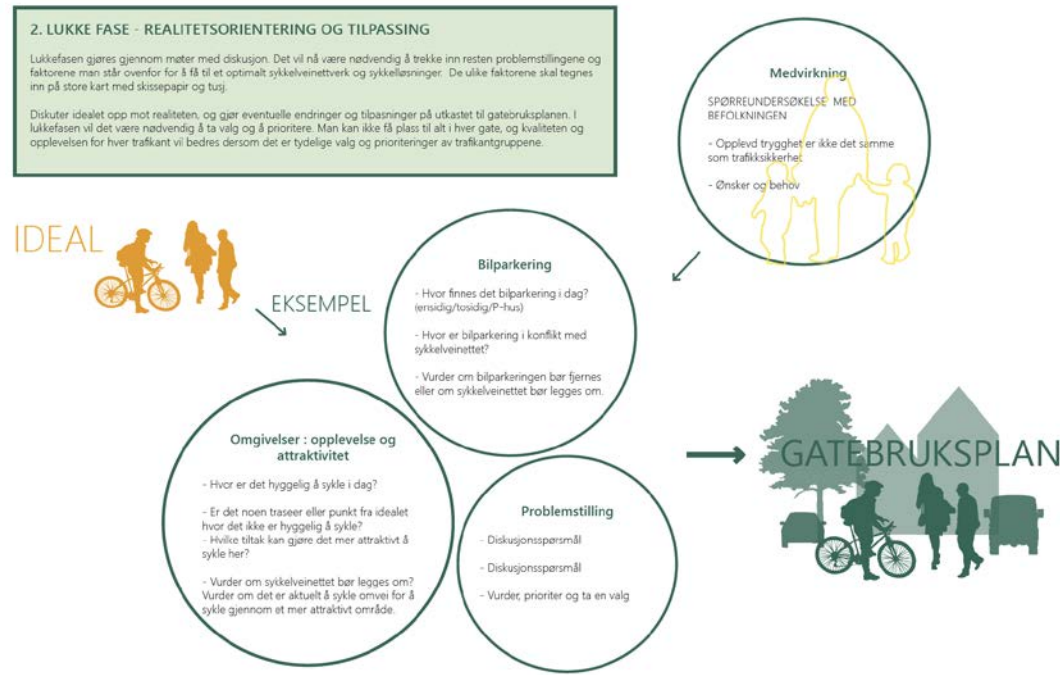 2. LUKKE FASE - REALITETSORIENTERING OG TILPASSING
Lukkefasen gjøres gjennom møter med diskusjon. Det vil nå være nødvendig å trekke inn resten problemstillingene og
faktorene man står ovenfor for å få til et optimalt sykkelveinettverk og sykkelløsninger. De ulike faktorene skal tegnes
inn på store kart med skissepapir og tusj.
Diskuter idealet opp mot realiteten, og gjør eventuelle endringer og tilpasninger på utkastet til gatebruksplanen. I
lukkefasen vil det være nødvendig å ta valg og å prioritere. Man kan ikke få plass til alt i hver gate, og kvaliteten og
opplevelsen for hver trafikant vil bedres dersom det er tydelige valg og prioriteringer av trafikantgruppene.
Medvirkning
SPØRREUNDERSØKELSE MED
BEFOLKNINGEN
- Opplevd trygghet er ikke det samme
som trafikksikkerhet
- Ønsker og behov
IDEAL
EKSEMPEL
Bilparkering
- Hvor finnes det bilparkering i dag?
(ensidig/tosidig/P-hus)
- Hvor er bilparkering i konflikt med
sykkelveinettet?
- Vurder om bilparkeringen bør fjernes
eller om sykkelveinettet bør legges om.
Omgivelser : opplevelse og
attraktivitet
- Hvor er det hyggelig å sykle i dag?
- Er det noen traseer eller punkt fra idealet
hvor det ikke er hyggelig å sykle?
- Hvilke tiltak kan gjøre det mer attraktivt å
sykle her?
- Vurder om sykkelveinettet bør legges om?
Vurder om det er aktuelt å sykle omvei for å
sykle gjennom et mer attraktivt område.
Problemstilling
- Diskusjonsspørsmål
- Diskusjonsspørsmål
- Vurder, prioriter og ta en valg
GATEBRUKSPLAN